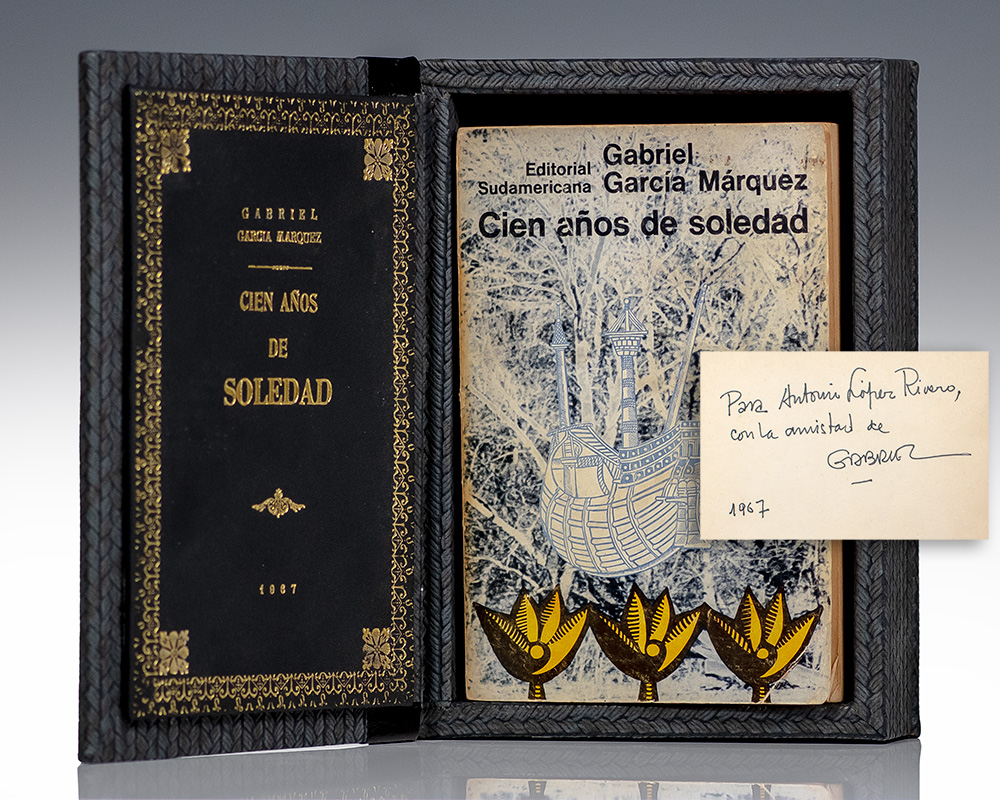 GABRIEL
GARCIA MARQUEZ
CIEN AÑOS
DE
SOLEDAD
1967
Editorial
Sudamericana
Gabriel
García Márquez
Cien años de soledad
Para Antonio López Rivero,
con la amistad de
GABRIEL
1967